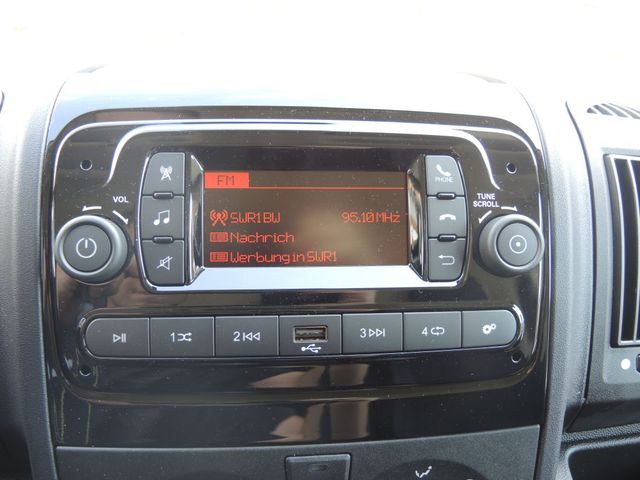 FM
SWR1 BW 95.10 MHz
Nachrich
Werbung in SWR1
VOL
PHONE
TUNE
SCROLL
1
2
3
4